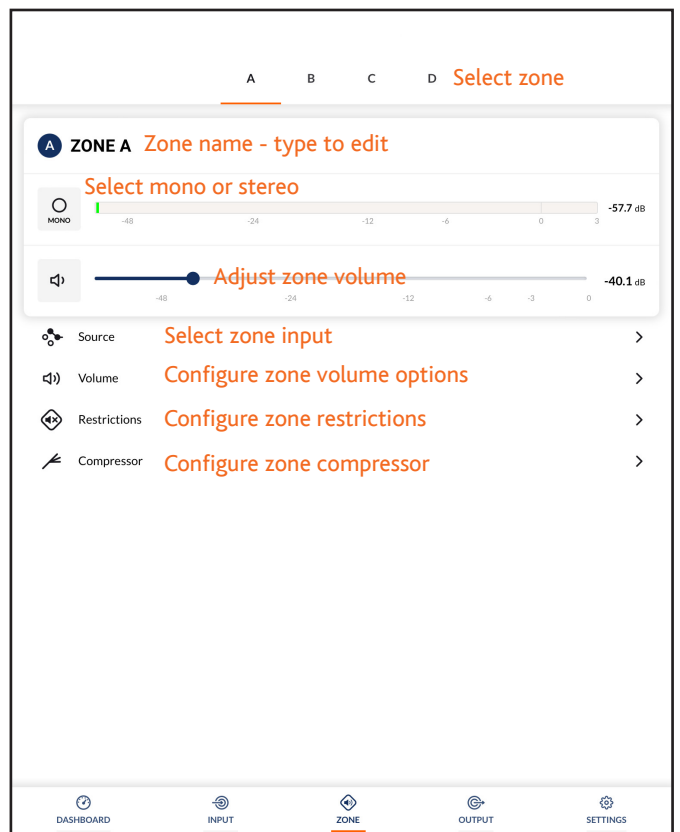 A B C D Select zone
A ZONE A Zone name - type to edit
Select mono or stereo
MONO -57.7 dB
-48 -24 -12 -6 0 3
Adjust zone volume -40.1 dB
-48 -24 -12 -6 -3 0
Source Select zone input
Volume Configure zone volume options
Restrictions Configure zone restrictions
Compressor Configure zone compressor
DASHBOARD INPUT ZONE OUTPUT SETTINGS